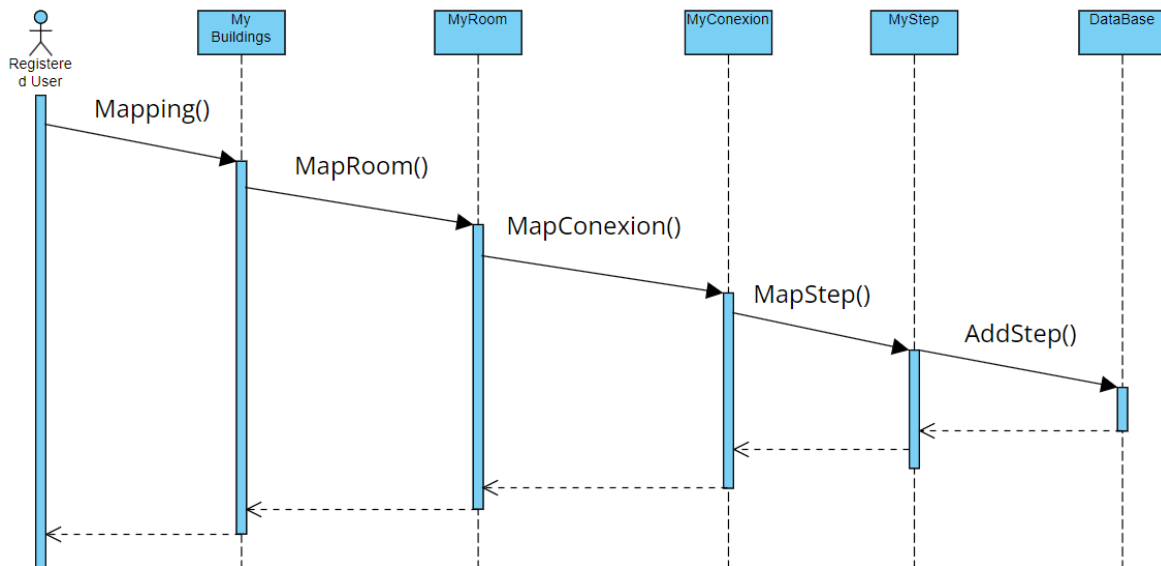 My
Buildings
MyRoom
MyConexion
MyStep
DataBase
Registere
d User
Mapping()
MapRoom()
MapConexion()
MapStep()
AddStep()